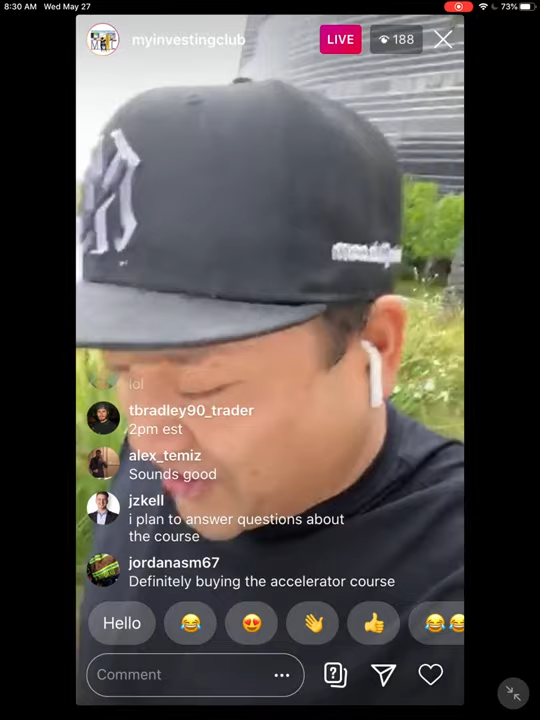 8:30 AM Wed May 27
73%
myinvestingclub
LIVE
188
lol
tbradley90_trader
2pm est
alex_temiz
Sounds good
jzkell
i plan to answer questions about
the course
jordanasm67
Definitely buying the accelerator course
Hello
Comment